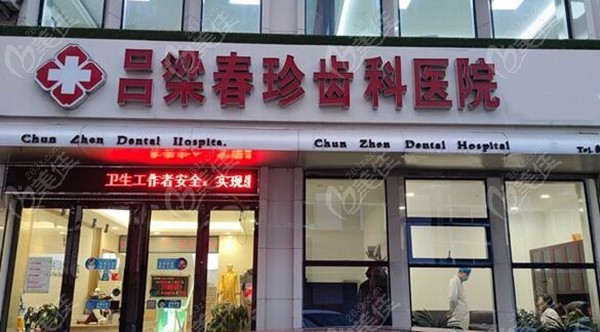 吕梁春珍齿科医院
Chun Zhen Dental Hospita. Chun Zhen Dental Hospital Tel
卫生工作者安全, 实现